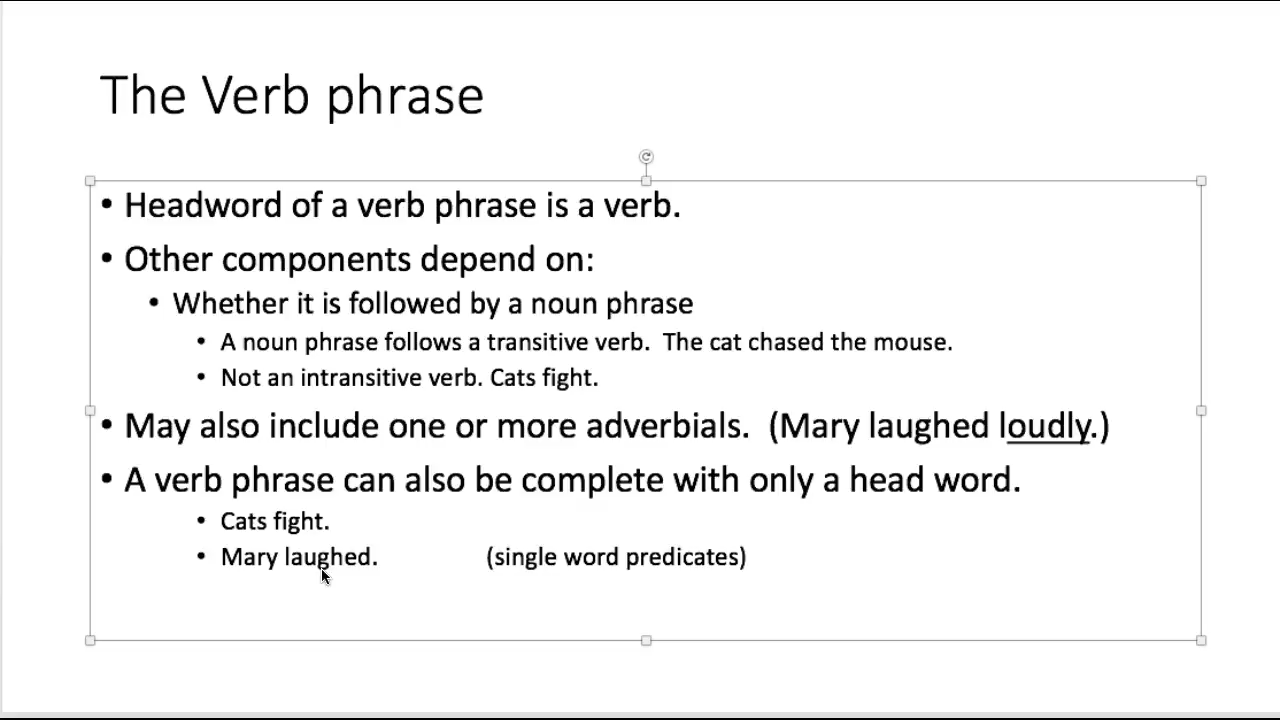 The Verb phrase
• Headword of a verb phrase is a verb.
• Other components depend on:
• Whether it is followed by a noun phrase
• A noun phrase follows a transitive verb.  The cat chased the mouse.
• Not an intransitive verb. Cats fight.
• May also include one or more adverbials.  (Mary laughed loudly.)
• A verb phrase can also be complete with only a head word.
• Cats fight.
• Mary laughed. (single word predicates)